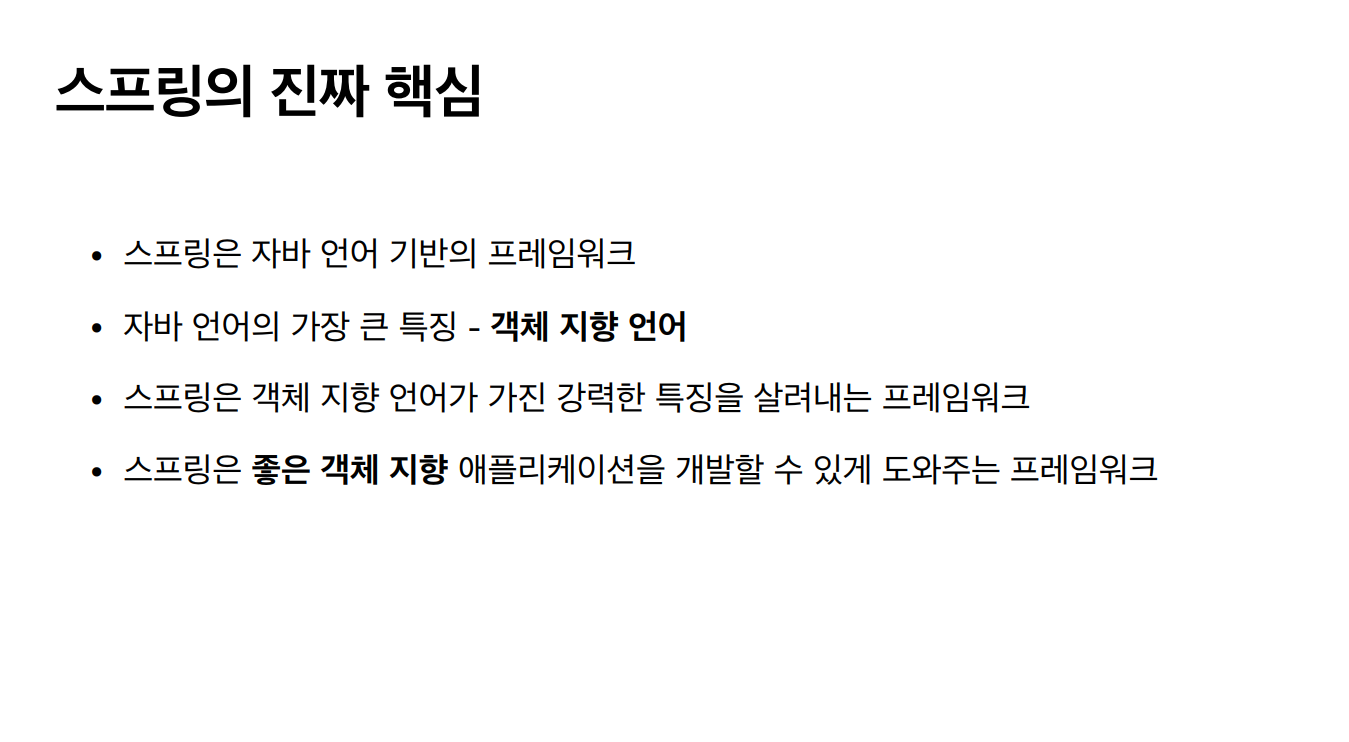 스프링의 진짜 핵심
• 스프링은 자바 언어 기반의 프레임워크
• 자바 언어의 가장 큰 특징 - 객체 지향 언어
• 스프링은 객체 지향 언어가 가진 강력한 특징을 살려내는 프레임워크
• 스프링은 좋은 객체 지향 애플리케이션을 개발할 수 있게 도와주는 프레임워크